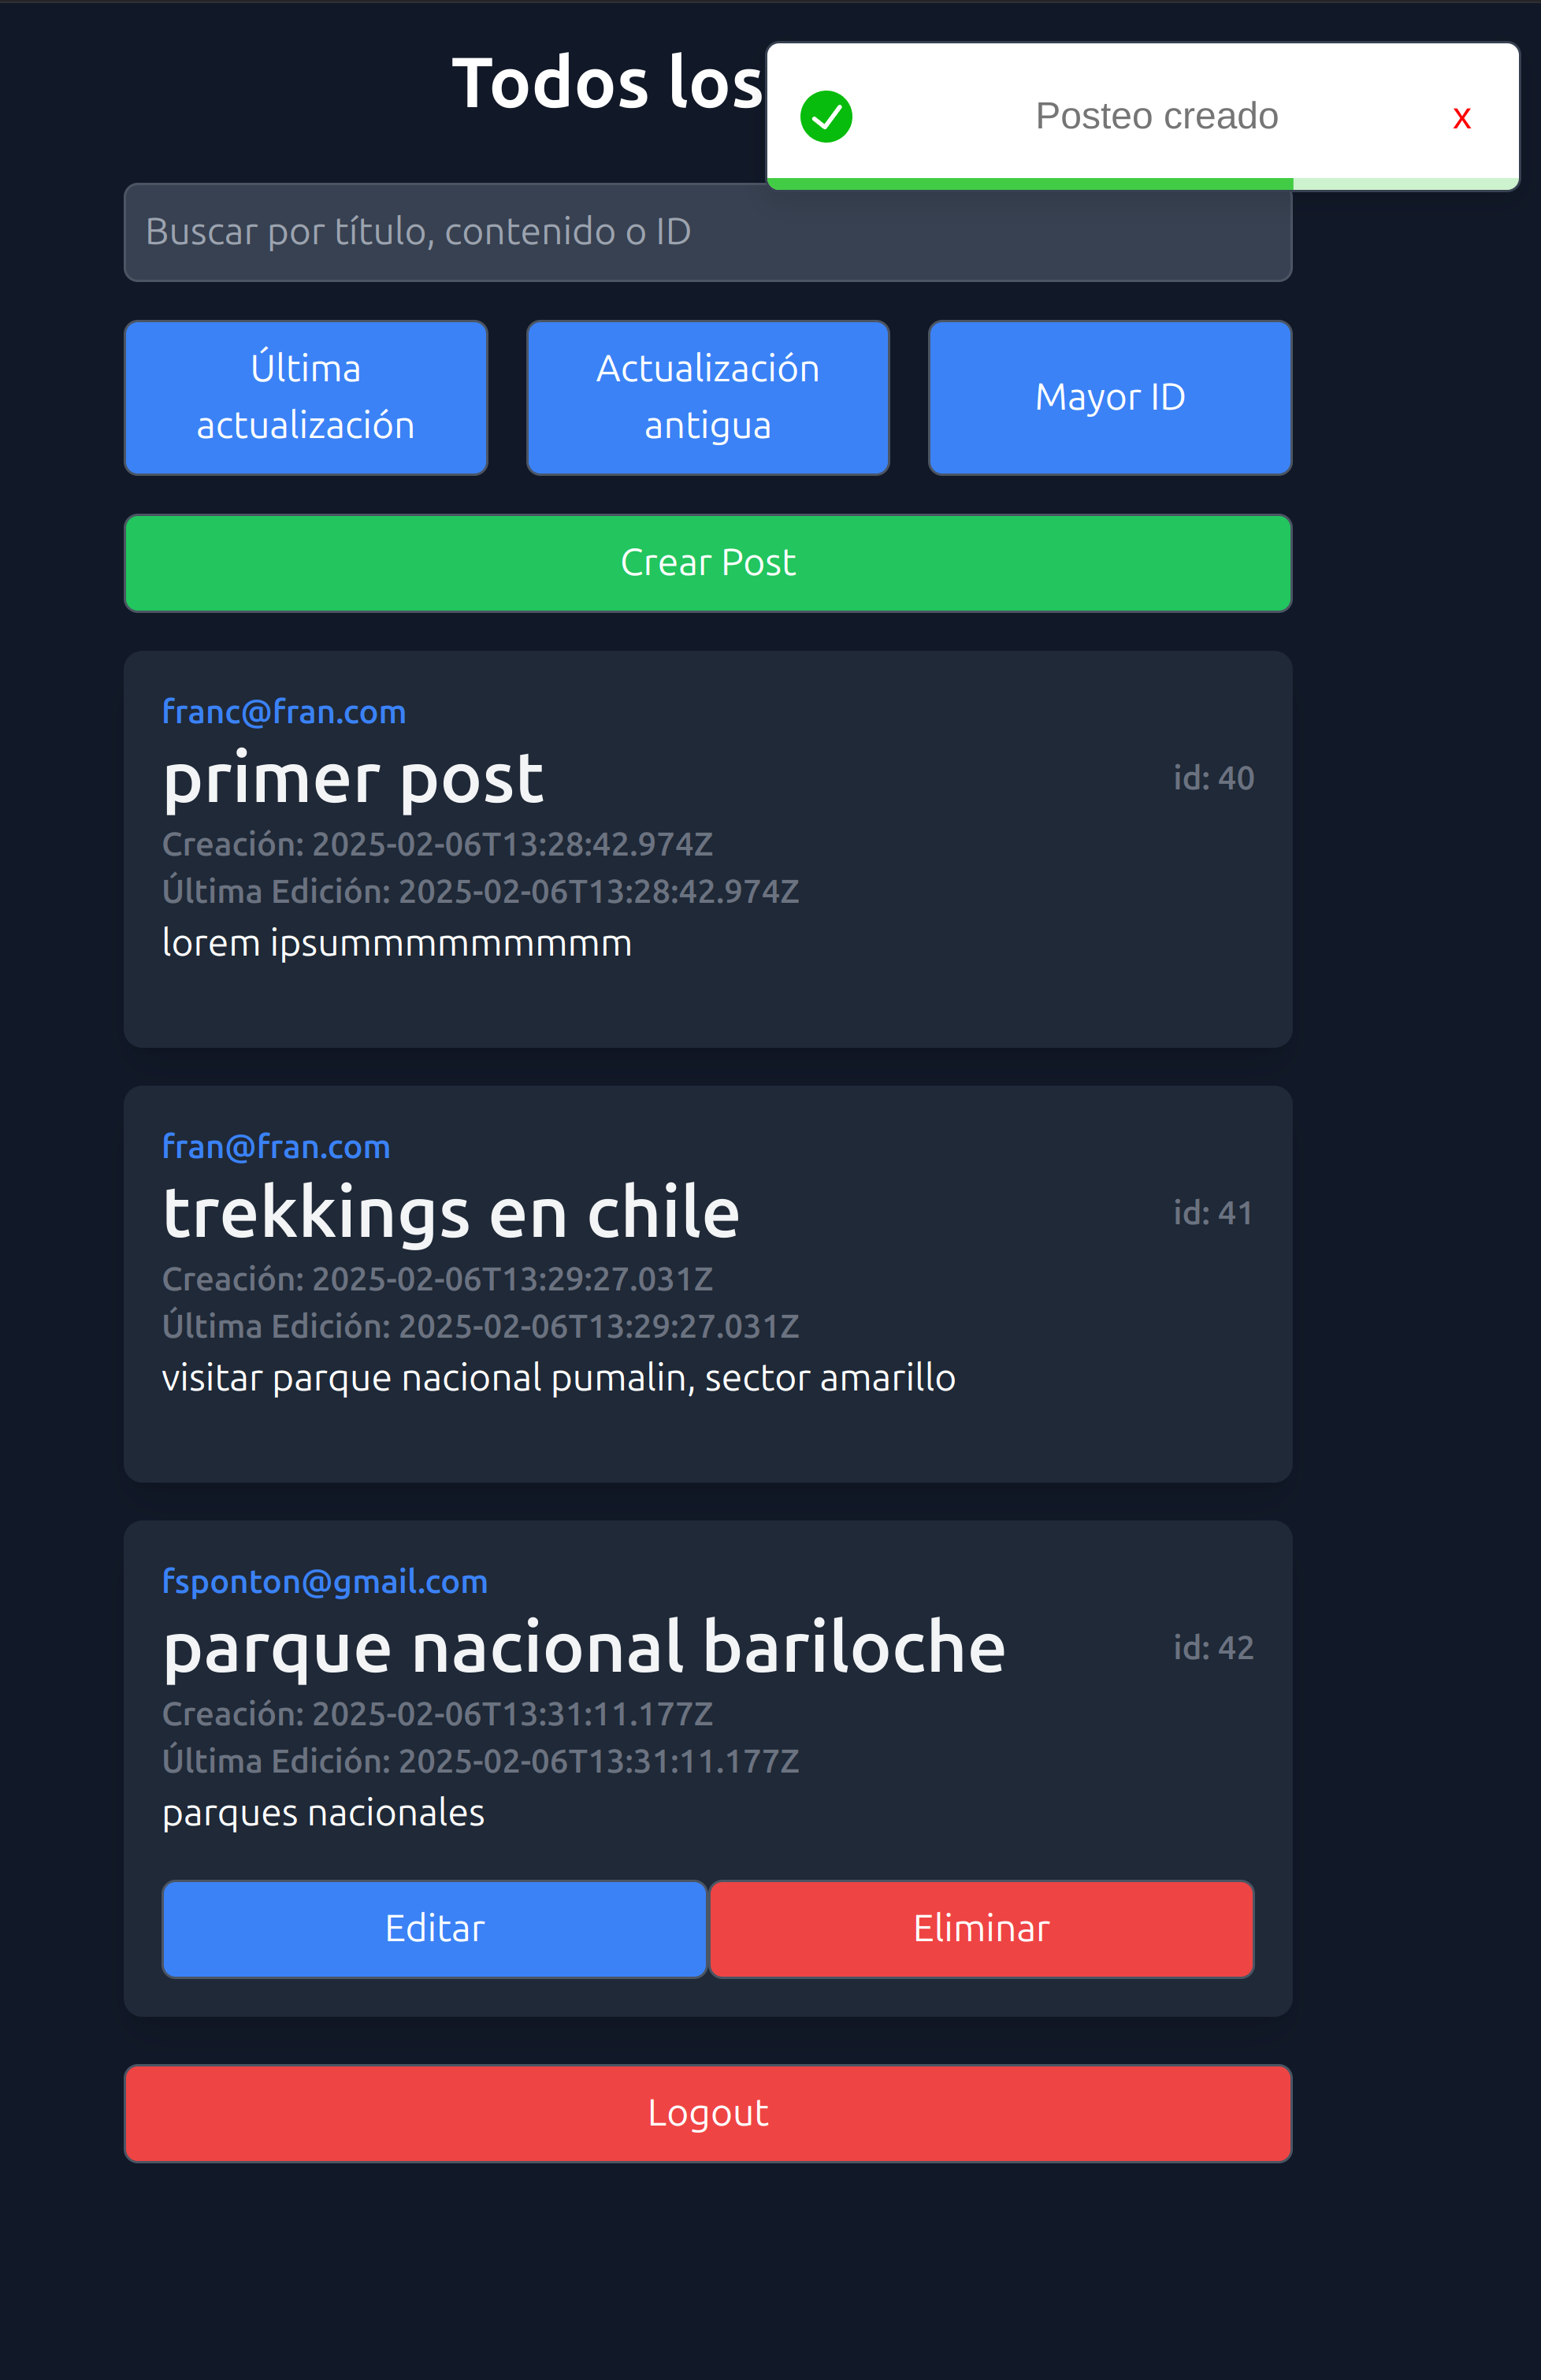 Todos los
Posteo creado
x
Buscar por título, contenido o ID
Última
actualización
Actualización
antigua
Mayor ID
Crear Post
franc@fran.com
primer post
id: 40
Creación: 2025-02-06T13:28:42.974Z
Última Edición: 2025-02-06T13:28:42.974Z
lorem ipsummmmmmmmmm
fran@fran.com
trekkings en chile
id: 41
Creación: 2025-02-06T13:29:27.031Z
Última Edición: 2025-02-06T13:29:27.031Z
visitar parque nacional pumalin, sector amarillo
fsponton@gmail.com
parque nacional bariloche
id: 42
Creación: 2025-02-06T13:31:11.177Z
Última Edición: 2025-02-06T13:31:11.177Z
parques nacionales
Editar
Eliminar
Logout